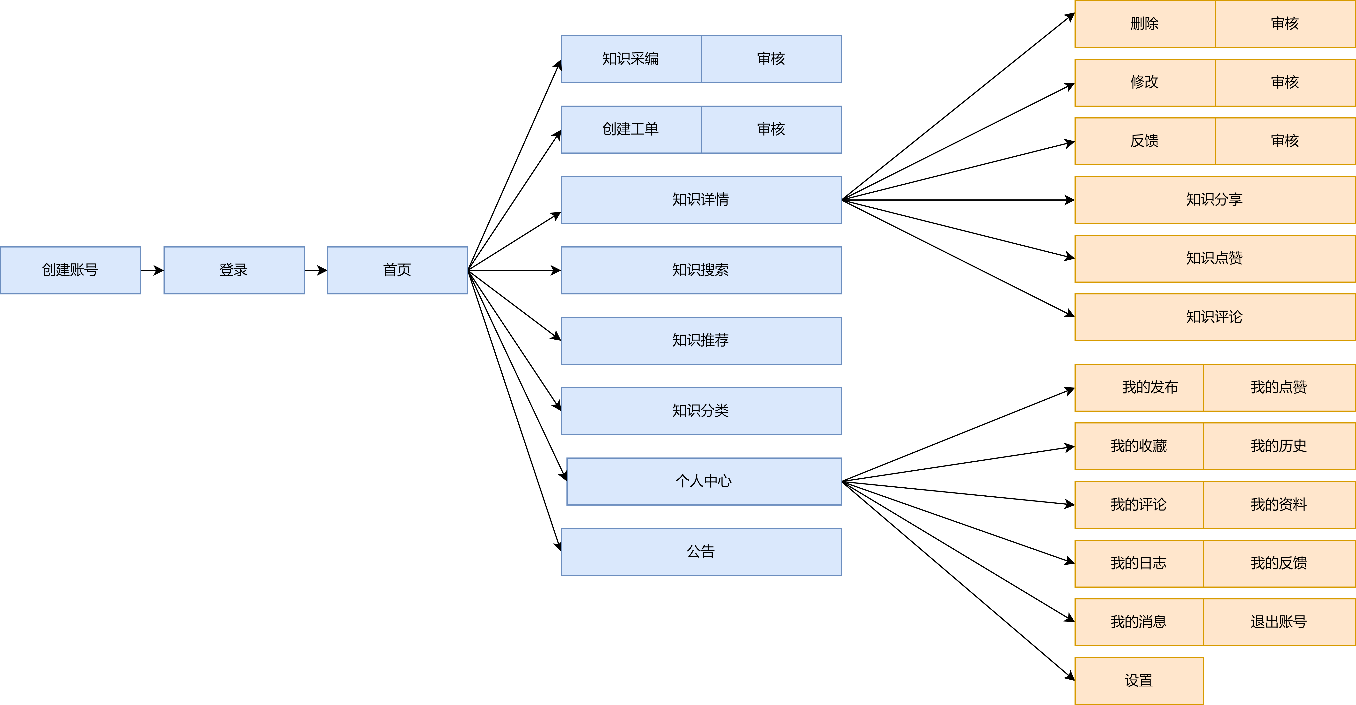 创建账号
登录
首页
知识采编 审核
创建工单 审核
知识详情
知识搜索
知识推荐
知识分类
个人中心
公告
删除 审核
修改 审核
反馈 审核
知识分享
知识点赞
知识评论
我的发布 我的点赞
我的收藏 我的历史
我的评论 我的资料
我的日志 我的反馈
我的消息 退出账号
设置